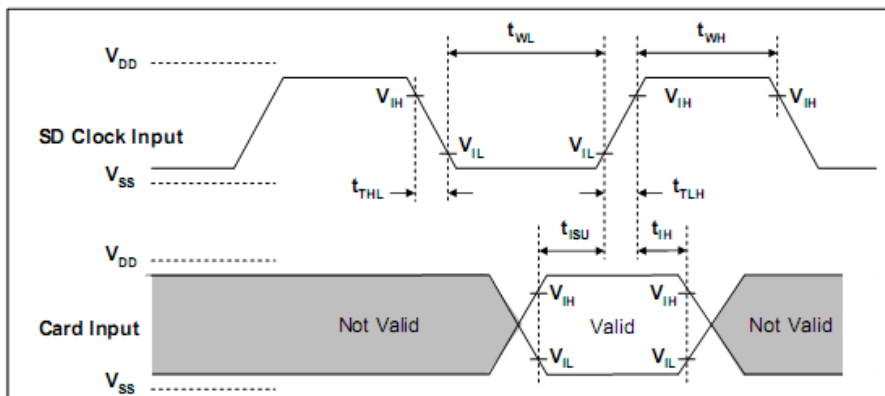 t_WL t_WH
V_DD
V_IH V_IH V_IH
SD Clock Input
V_IL V_IL
V_SS
t_THL t_TLH
t_ISU t_IH
V_DD
V_IH V_IH
Card Input Not Valid Valid Not Valid
V_IL V_IL
V_SS